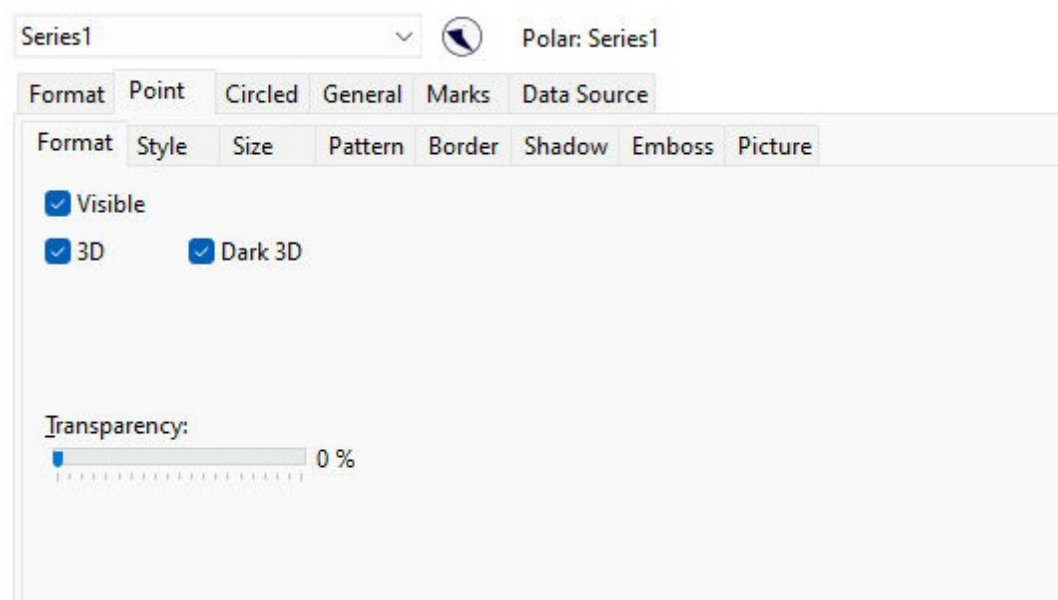 Series1 Polar: Series1
Format Point Circled General Marks Data Source
Format Style Size Pattern Border Shadow Emboss Picture
Visible
3D Dark 3D
Transparency:
0 %